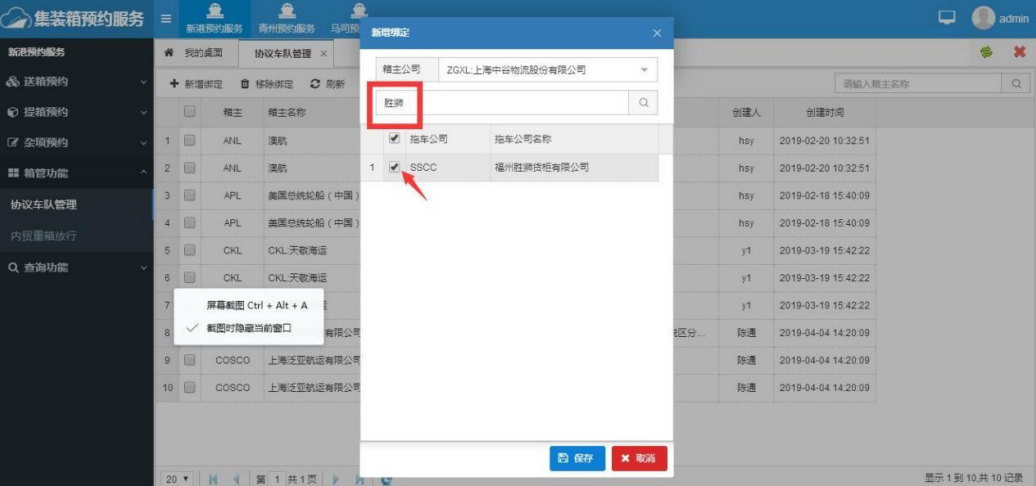 集装箱预约服务
新港预约服务
青州预约服务
马司预
admin
新港预约服务
送箱预约
提箱预约
杂项预约
箱管功能
协议车队管理
内贸重箱放行
查询功能
我的桌面
协议车队管理 ×
新增绑定 移除绑定 刷新
请输入箱主名称
箱主 箱主名称 创建人 创建时间
1 ANL 澳航 hsy 2019-02-20 10:32:51
2 ANL 澳航 hsy 2019-02-20 10:32:51
3 APL 美国总统轮船（中国） hsy 2019-02-18 15:40:09
4 APL 美国总统轮船（中国） hsy 2019-02-18 15:40:09
5 CKL CKL:天敬海运 y1 2019-03-19 15:42:22
6 CKL CKL:天敬海运 y1 2019-03-19 15:42:22
7 y1 2019-03-19 15:42:22
8 有限公司 区分... 陈通 2019-04-04 14:20:09
9 COSCO 上海泛亚航运有限公司 陈通 2019-04-04 14:20:09
10 COSCO 上海泛亚航运有限公司 陈通 2019-04-04 14:20:09
屏幕截图 Ctrl + Alt + A
截图时隐藏当前窗口
新增绑定 ×
箱主公司 ZGXL:上海中谷物流股份有限公司
胜狮
拖车公司 拖车公司名称
1 SSCC 福州胜狮货柜有限公司
保存 取消
20 第 1 共1页
显示 1 到 10,共 10 记录